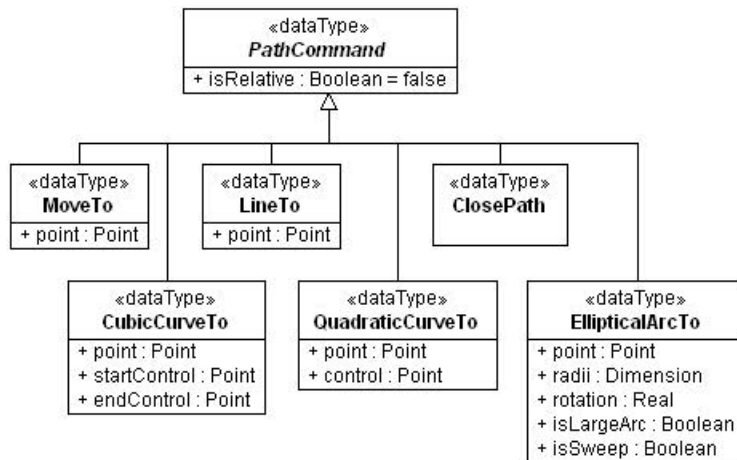 «dataType»
PathCommand
+ isRelative : Boolean = false
«dataType»
MoveTo
+ point : Point
«dataType»
LineTo
+ point : Point
«dataType»
ClosePath
«dataType»
CubicCurveTo
+ point : Point
+ startControl : Point
+ endControl : Point
«dataType»
QuadraticCurveTo
+ point : Point
+ control : Point
«dataType»
EllipticalArcTo
+ point : Point
+ radii : Dimension
+ rotation : Real
+ isLargeArc : Boolean
+ isSweep : Boolean